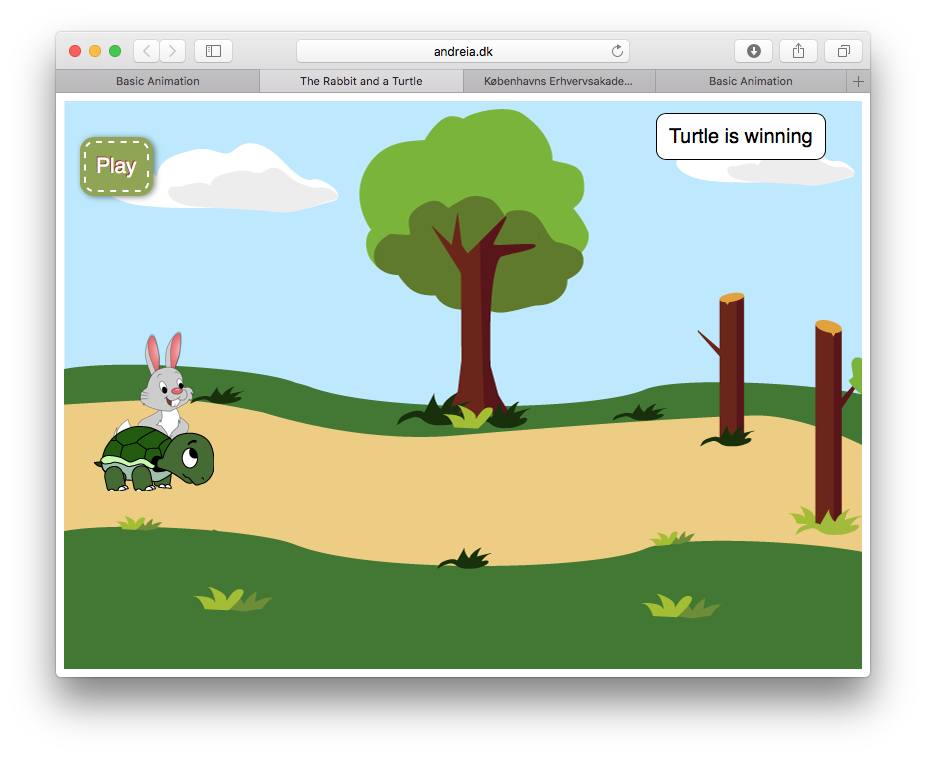 andreia.dk
Basic Animation
The Rabbit and a Turtle
Københavns Erhvervsakade...
Basic Animation
Play
Turtle is winning